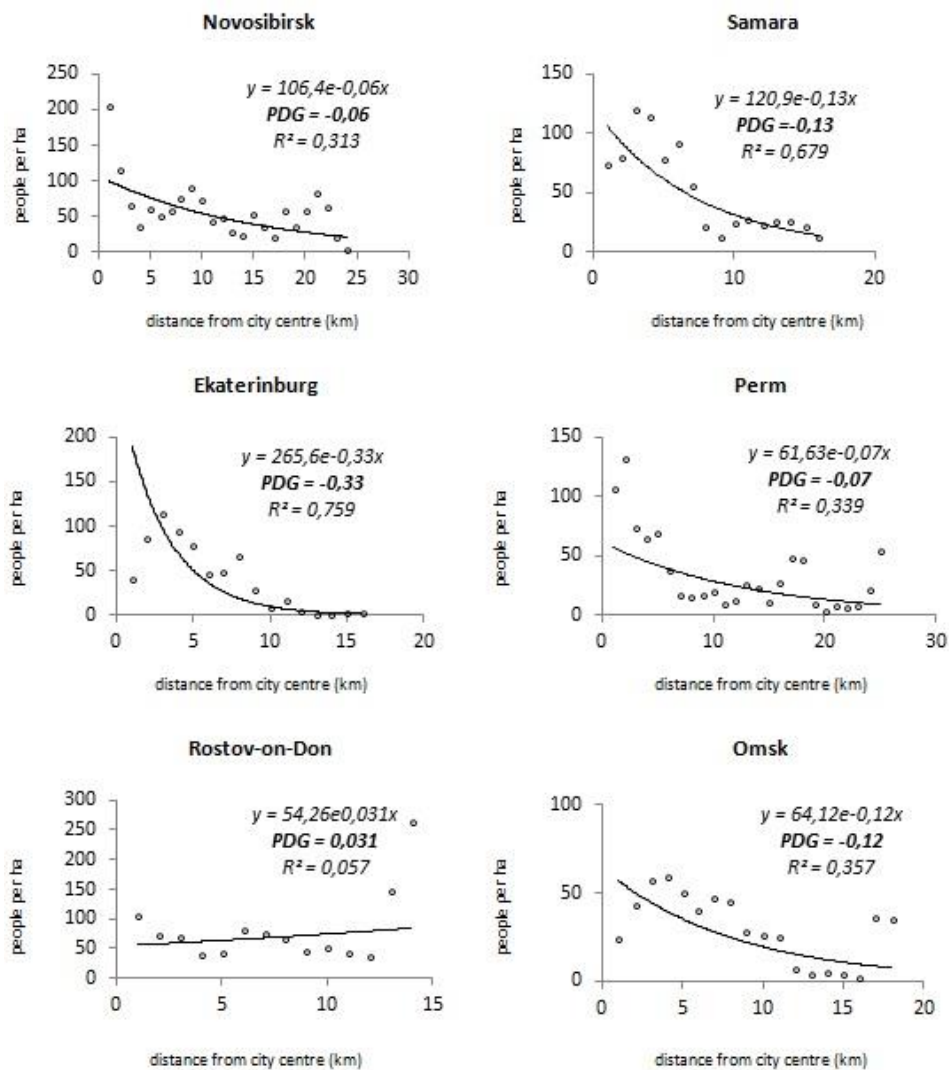 Novosibirsk
250
200
150
100
50
0
people per ha
y = 106,4e-0,06x
PDG = -0,06
R² = 0,313
0 5 10 15 20 25 30
distance from city centre (km)
Samara
150
100
50
0
people per ha
y = 120,9e-0,13x
PDG =-0,13
R² = 0,679
0 10 20
distance from city centre (km)
Ekaterinburg
200
150
100
50
0
people per ha
y = 265,6e-0,33x
PDG = -0,33
R² = 0,759
0 5 10 15 20
distance from city centre (km)
Perm
150
100
50
0
people per ha
y = 61,63e-0,07x
PDG = -0,07
R² = 0,339
0 10 20 30
distance from city centre (km)
Rostov-on-Don
300
250
200
150
100
50
0
people per ha
y = 54,26e0,031x
PDG = 0,031
R² = 0,057
0 5 10 15
distance from city centre (km)
Omsk
100
50
0
people per ha
y = 64,12e-0,12x
PDG = -0,12
R² = 0,357
0 5 10 15 20
distance from city centre (km)